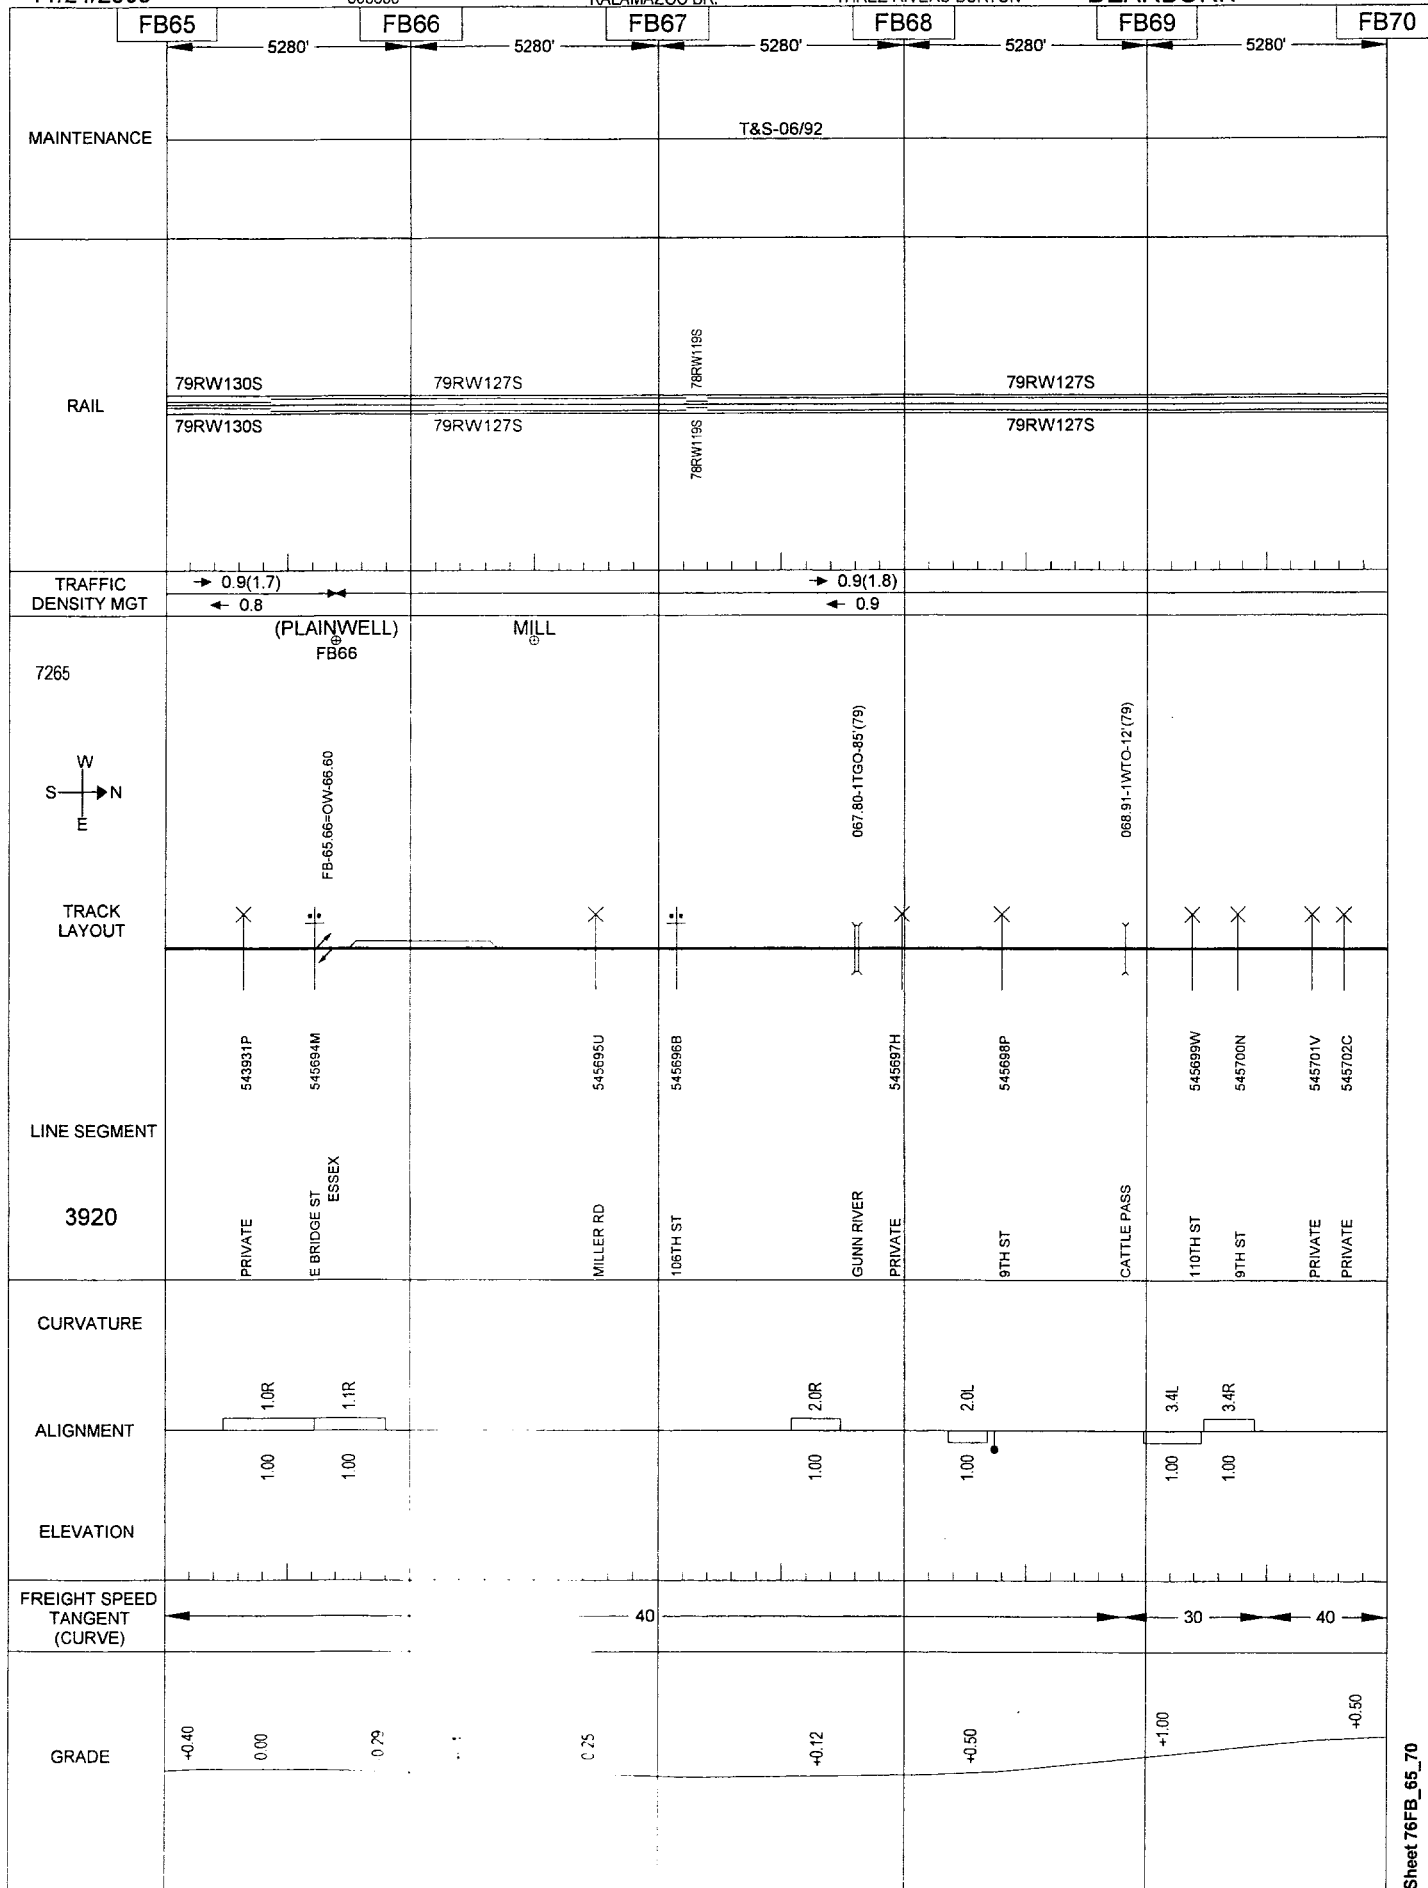 FB65 FB66 FB67 FB68 FB69 FB70
5280' 5280' 5280' 5280' 5280'
MAINTENANCE
T&S-06/92
RAIL
79RW130S 79RW127S 78RW119S 79RW127S
79RW130S 79RW127S 78RW119S 79RW127S
TRAFFIC
DENSITY MGT
0.9(1.7) 0.9(1.8)
0.8 0.9
(PLAINWELL) MILL
FB66
7265
W
S N
E
FB-65.66=OW-66.60
067.80-1TGO-85'(79)
068.91-1WTO-12'(79)
TRACK
LAYOUT
543931P
545694M
545695U
545696B
545697H
545698P
545699W
545700N
545701V
545702C
LINE SEGMENT
3920
PRIVATE
E BRIDGE ST
ESSEX
MILLER RD
106TH ST
GUNN RIVER
PRIVATE
9TH ST
CATTLE PASS
110TH ST
9TH ST
PRIVATE
PRIVATE
CURVATURE
1.0R 1.1R 2.0R 2.0L 3.4L 3.4R
ALIGNMENT
1.00 1.00 1.00 1.00 1.00 1.00
ELEVATION
FREIGHT SPEED
TANGENT
(CURVE)
40 30 40
GRADE
+0.40 0.00 0.29 0.25 +0.12 +0.50 +1.00 +0.50
Sheet 76FB_65_70